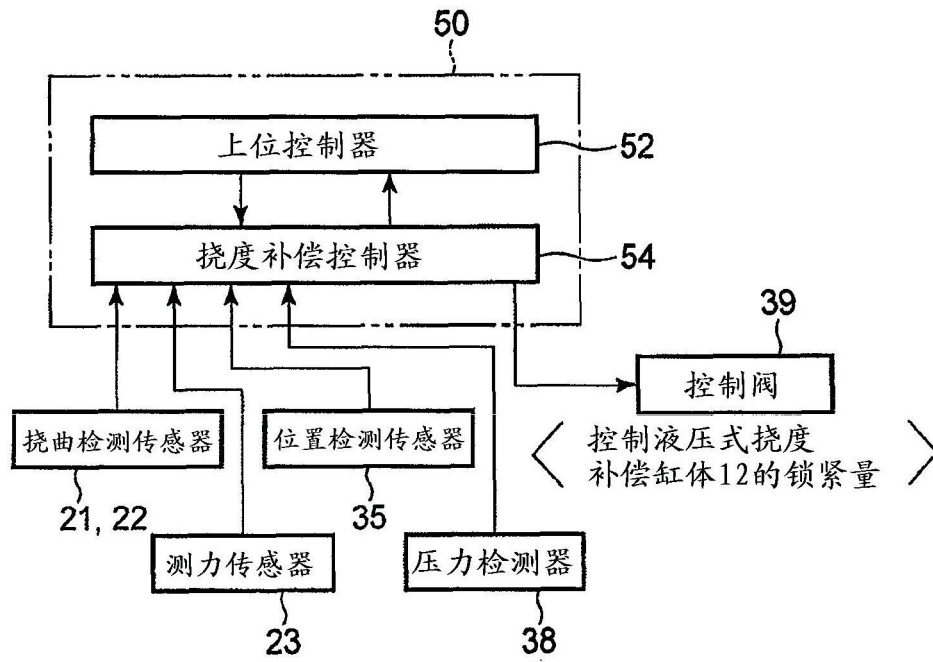 50
上位控制器
52
挠度补偿控制器
54
39
控制阀
挠曲检测传感器
位置检测传感器
控制液压式挠度
补偿缸体12的锁紧量
21, 22
35
测力传感器
压力检测器
23
38